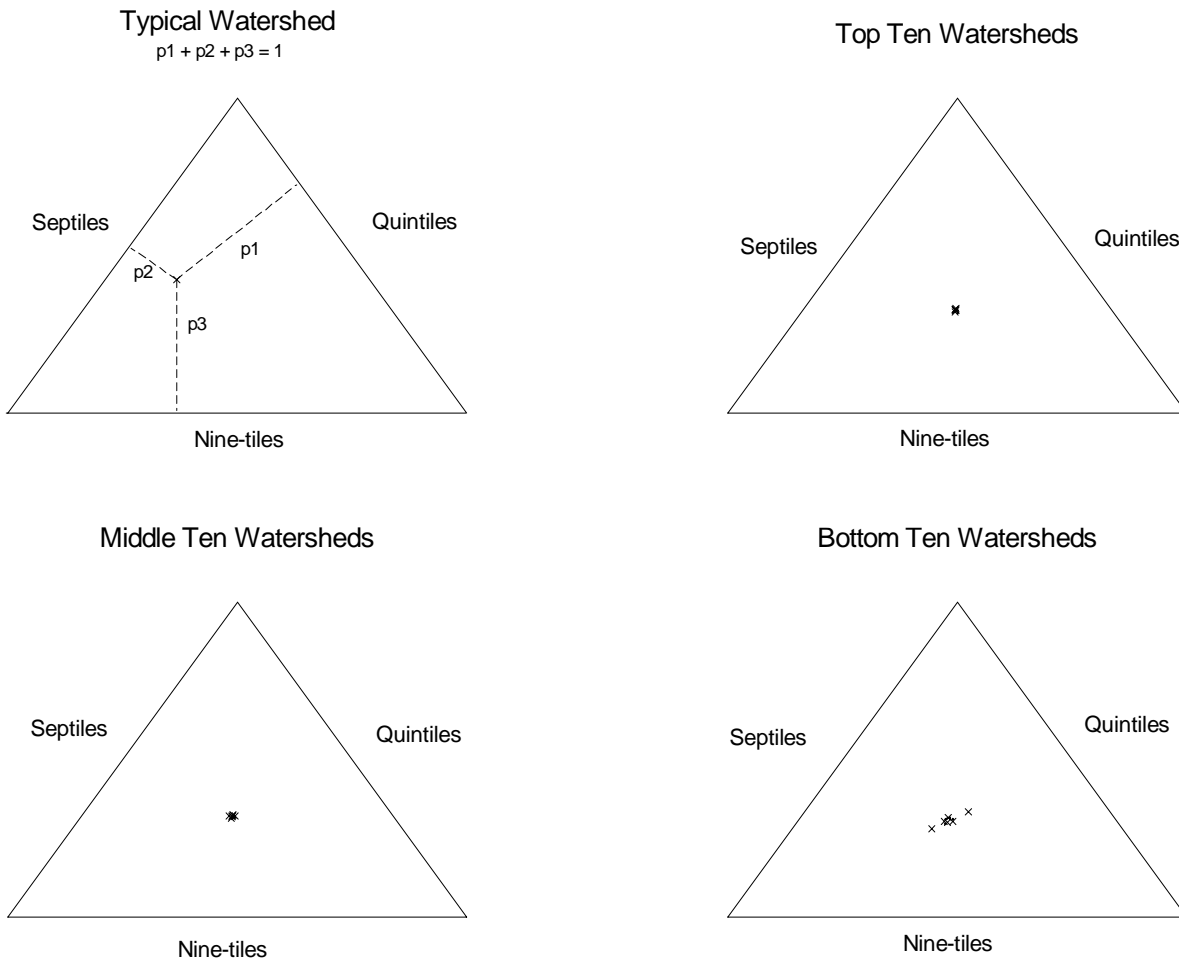 Typical Watershed
p1 + p2 + p3 = 1
Septiles
Quintiles
p1
p2
p3
Nine-tiles
Top Ten Watersheds
Septiles
Quintiles
Nine-tiles
Middle Ten Watersheds
Septiles
Quintiles
Nine-tiles
Bottom Ten Watersheds
Septiles
Quintiles
Nine-tiles